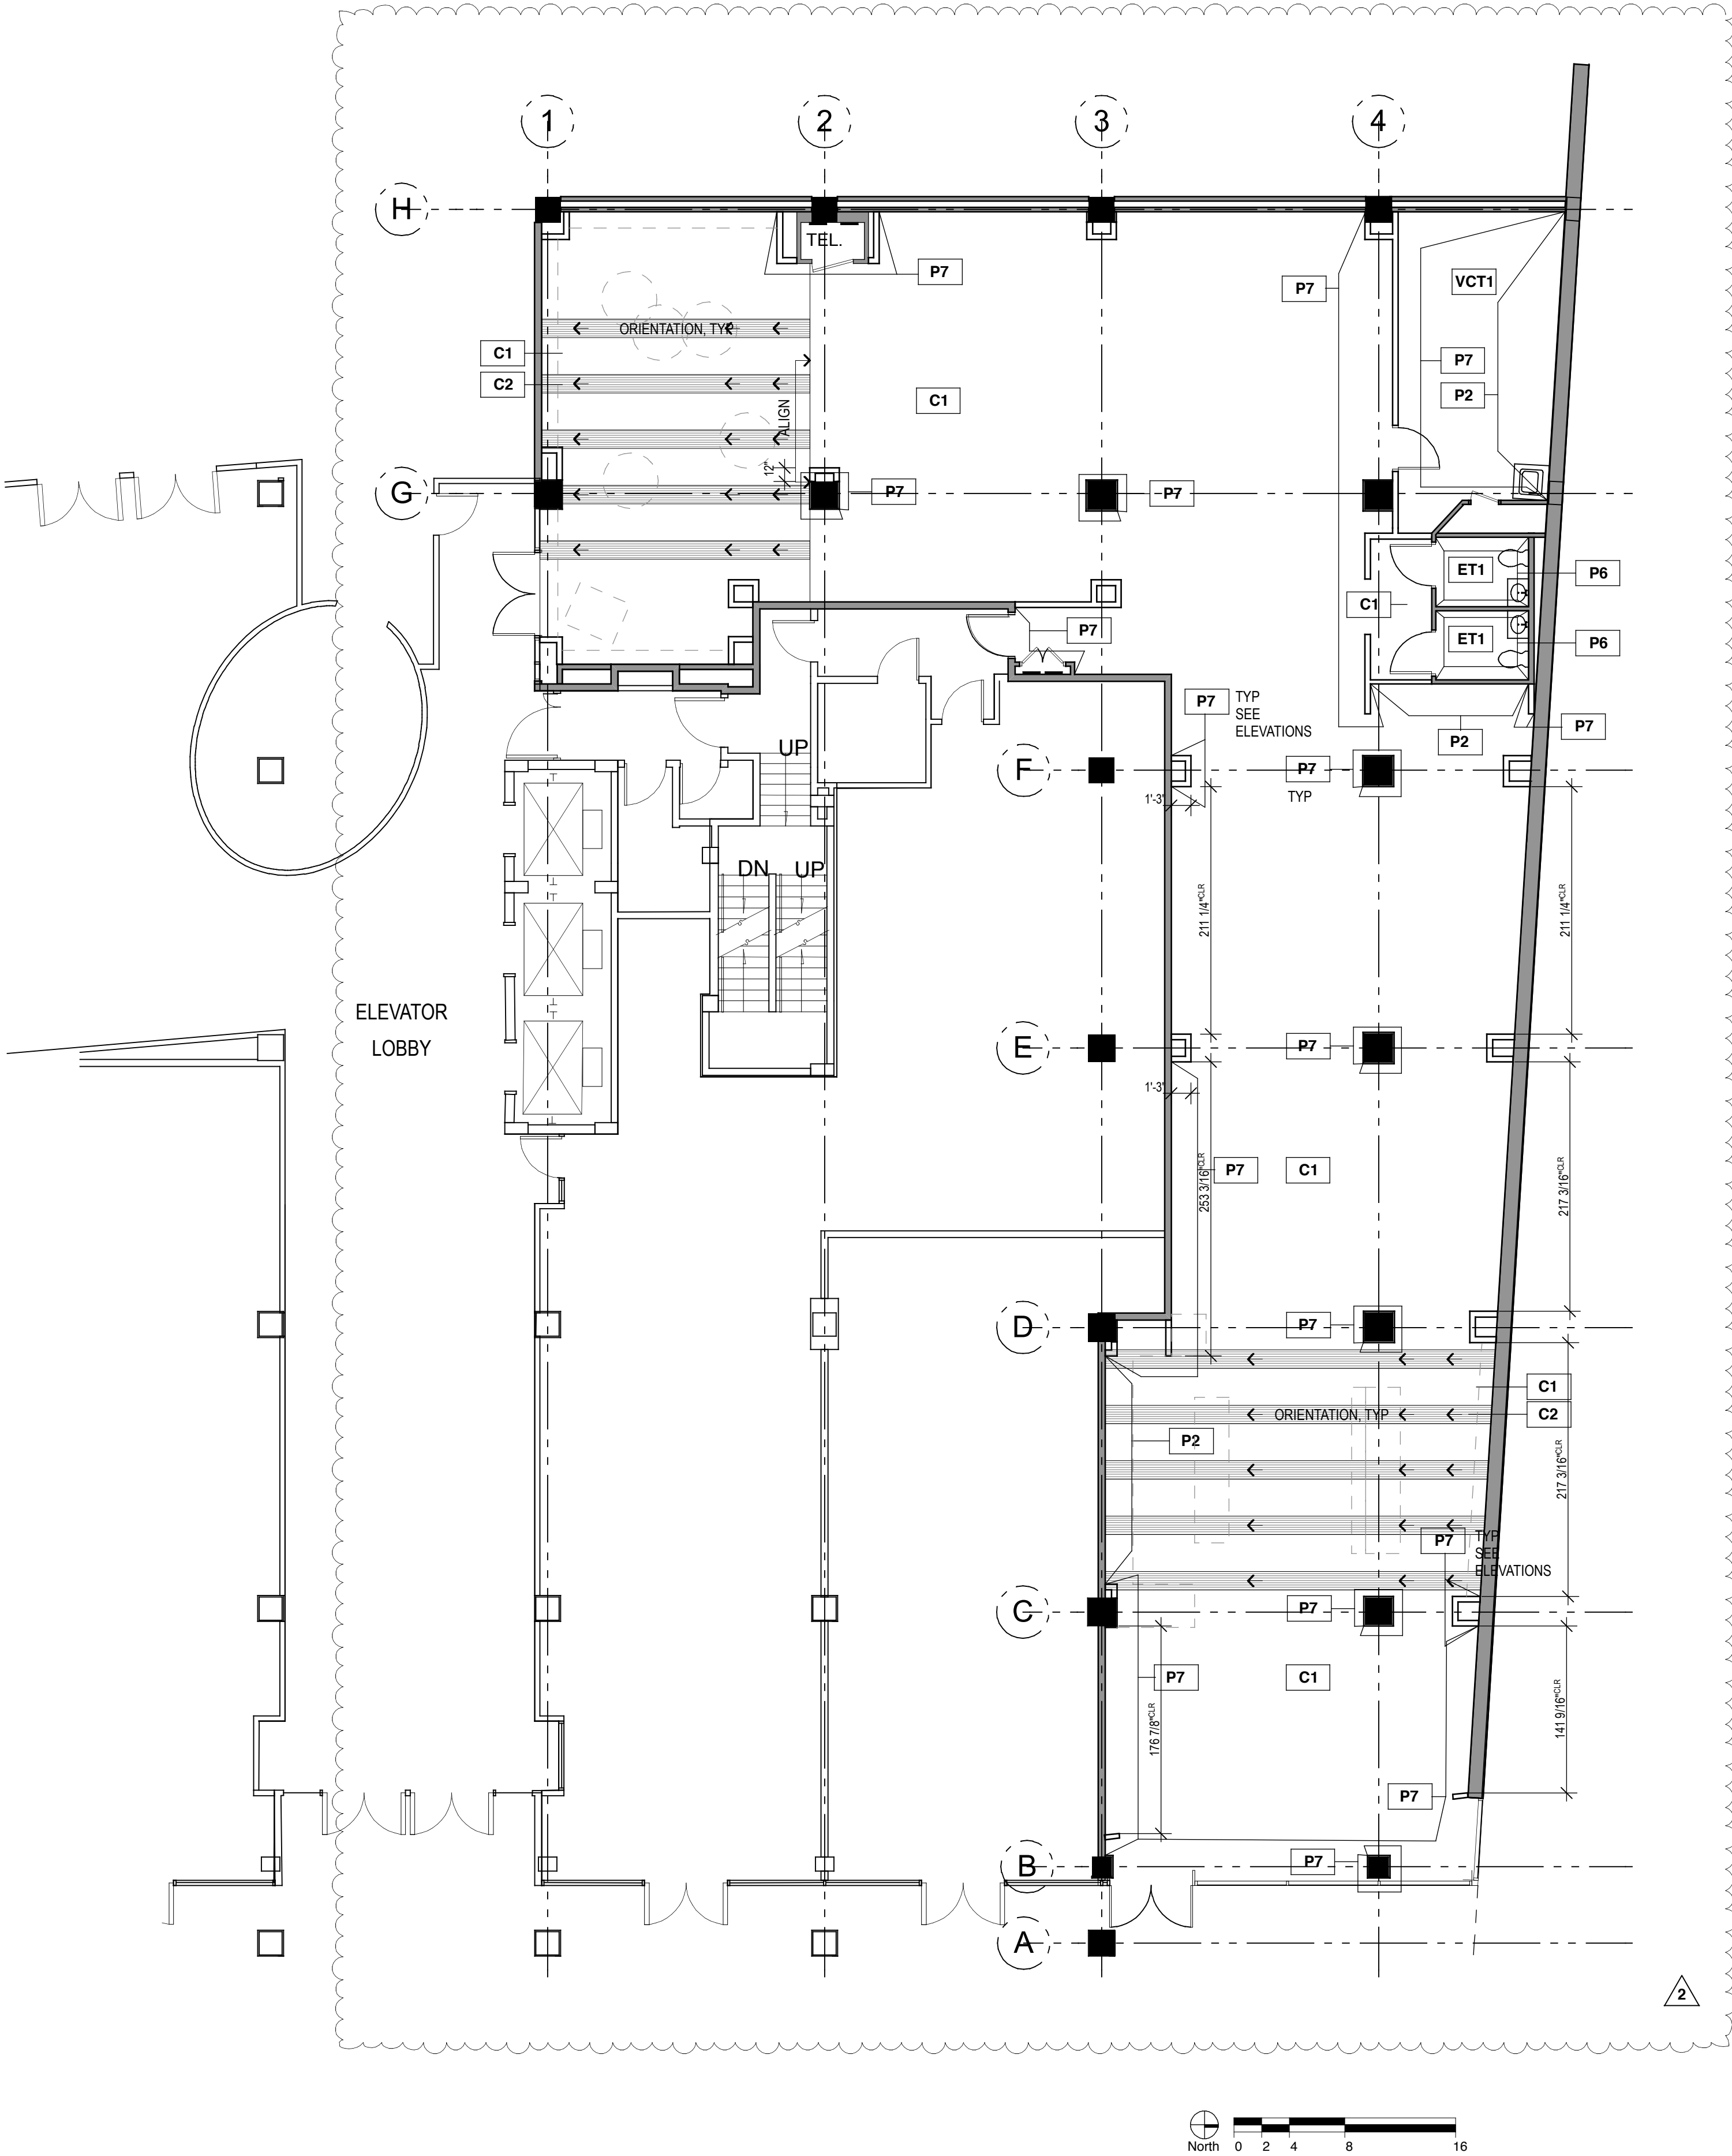 1 2 3 4
H
TEL.
P7
P7
VCT1
ORIENTATION, TYP
C1
P7
C2
P2
C1
ALIGN
12"
G
P7
P7
ET1
P6
C1
P7
ET1
P6
P7
TYP
SEE
ELEVATIONS
P7
P2
UP
F
P7
TYP
1'-3"
DN
UP
211 1/4"CLR
211 1/4"CLR
ELEVATOR
LOBBY
E
P7
1'-3"
253 3/16"CLR
P7
C1
217 3/16"CLR
D
P7
C1
ORIENTATION, TYP
C2
P2
217 3/16"CLR
P7
TYP
SEE
ELEVATIONS
C
P7
P7
C1
176 7/8"CLR
141 9/16"CLR
P7
B
P7
A
2
North 0 2 4 8 16